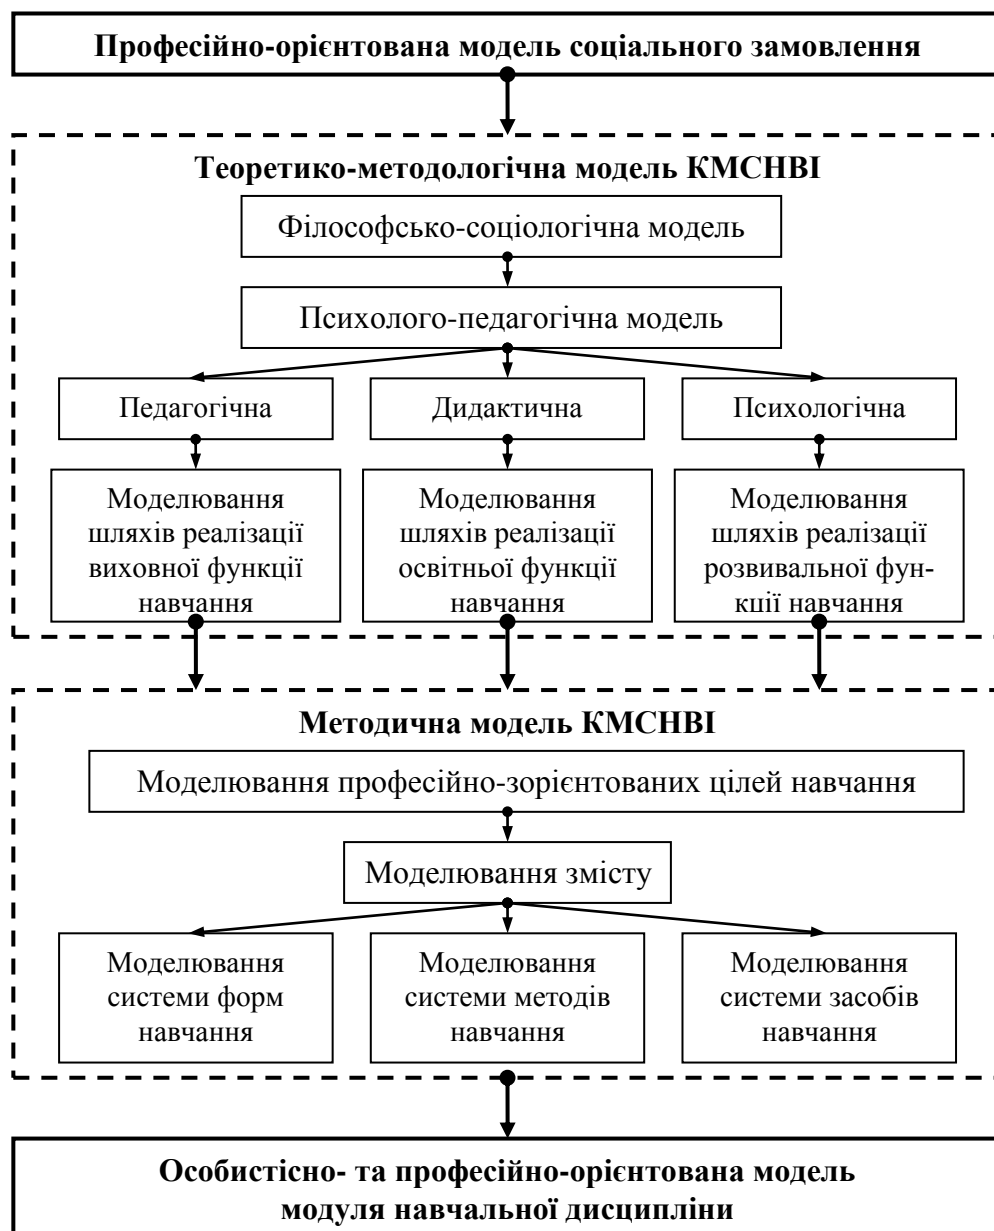 Професійно-орієнтована модель соціального замовлення
Теоретико-методологічна модель КМСНВІ
Філософсько-соціологічна модель
Психолого-педагогічна модель
Педагогічна
Дидактична
Психологічна
Моделювання
шляхів реалізації
виховної функції
навчання
Моделювання
шляхів реалізації
освітньої функції
навчання
Моделювання
шляхів реалізації
розвивальної фун-
кції навчання
Методична модель КМСНВІ
Моделювання професійно-зорієнтованих цілей навчання
Моделювання змісту
Моделювання
системи форм
навчання
Моделювання
системи методів
навчання
Моделювання
системи засобів
навчання
Особистісно- та професійно-орієнтована модель
модуля навчальної дисципліни